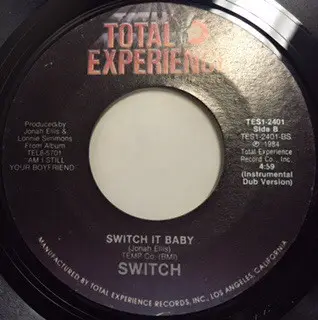 TOTAL
EXPERIENCE
Produced by
Jonah Ellis &
Lonnie Simmons
From Album
TEL8-5701
"AM I STILL
YOUR BOYFRIEND"
TES1-2401
Side B
TES1-2401-BS
℗ 1984
Total Experience
Record Co., Inc.
4:59
(Instrumental
Dub Version)
SWITCH IT BABY
(Jonah Ellis)
TEMP Co. (BMI)
SWITCH
MANUFACTURED BY TOTAL EXPERIENCE RECORDS, INC., LOS ANGELES, CALIFORNIA